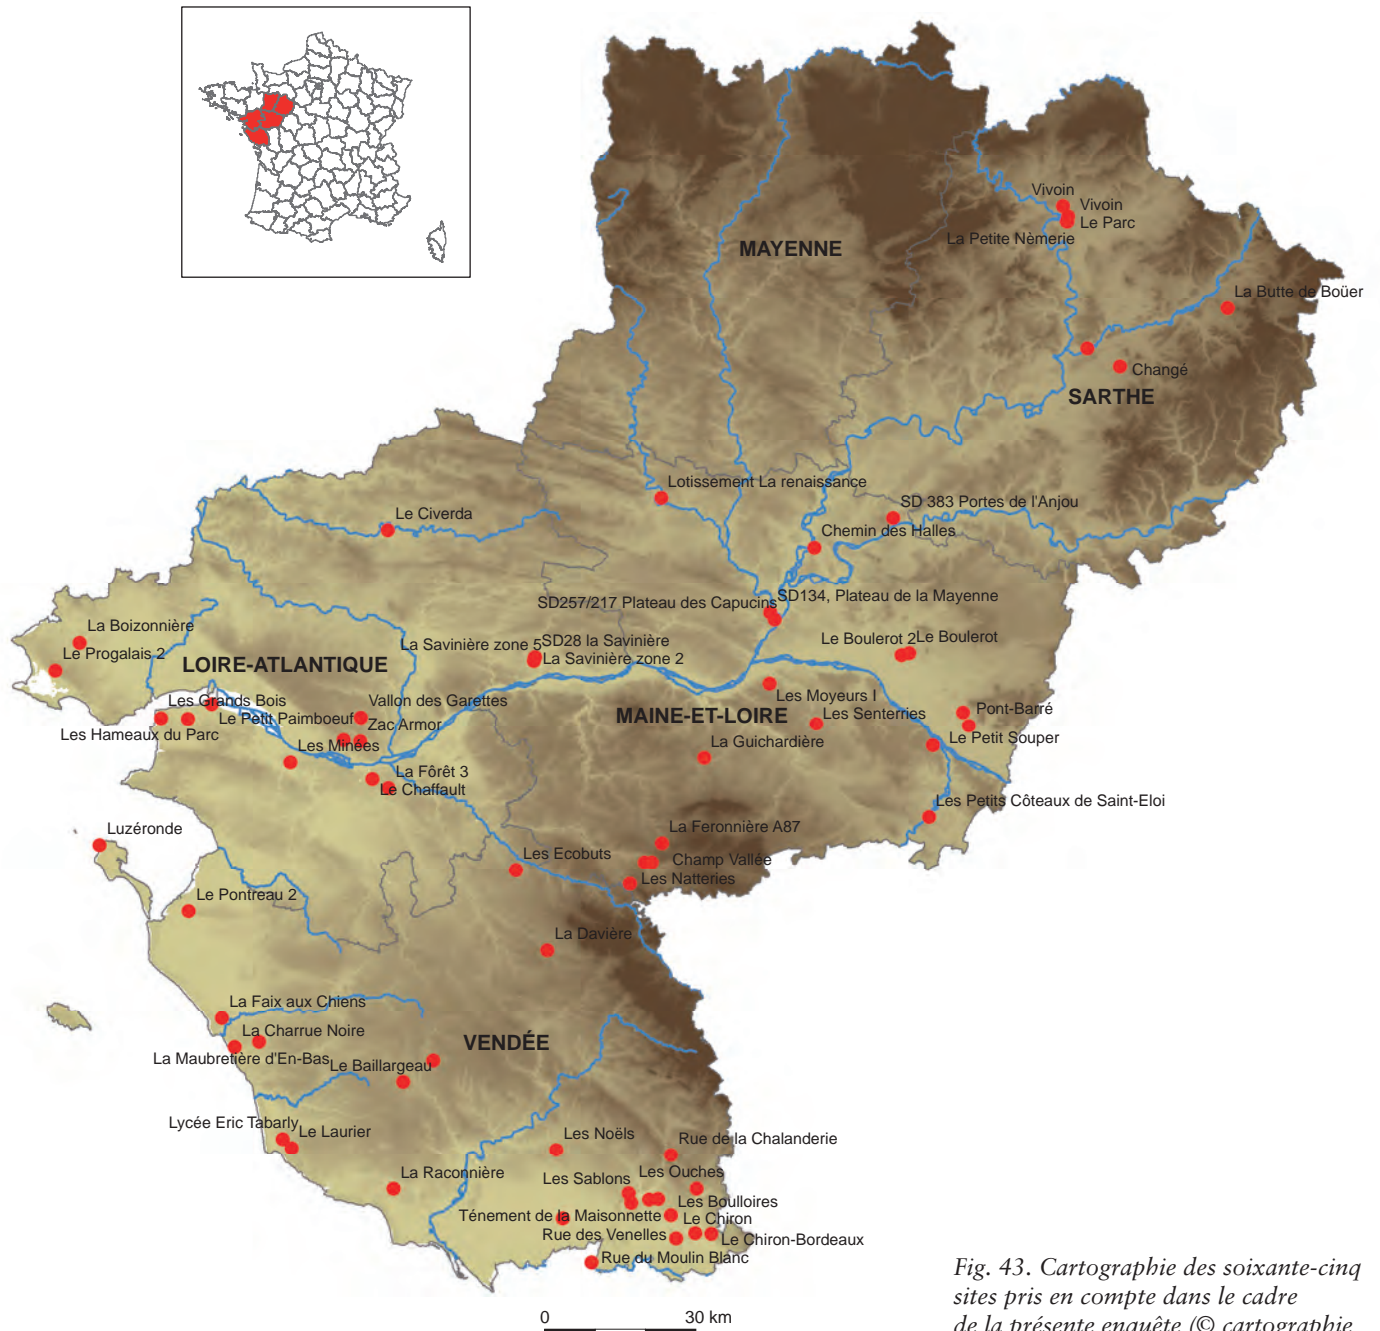 Vivoin
Vivoin
Le Parc
La Petite Nèmerie
MAYENNE
La Butte de Boüer
Changé
SARTHE
Lotissement La renaissance
SD 383 Portes de l'Anjou
Le Civerda
Chemin des Halles
SD257/217 Plateau des Capucins
SD134, Plateau de la Mayenne
La Boizonnière
La Savinière zone 5
SD28 la Savinière
Le Boulerot 2
Le Boulerot
Le Progalais 2
LOIRE-ATLANTIQUE
La Savinière zone 2
Les Grands Bois
Vallon des Garettes
Les Moyeurs I
Le Petit Paimboeuf
MAINE-ET-LOIRE
Les Senterries
Pont-Barré
Les Hameaux du Parc
Zac Armor
Les Minées
La Guichardière
Le Petit Souper
La Fôrêt 3
Le Chaffault
Les Petits Côteaux de Saint-Eloi
Luzéronde
La Feronnière A87
Les Ecobuts
Champ Vallée
Les Natteries
Le Pontreau 2
La Davière
La Faix aux Chiens
La Charrue Noire
VENDÉE
La Maubretière d'En-Bas
Le Baillargeau
Lycée Eric Tabarly
Le Laurier
Les Noëls
Rue de la Chalanderie
La Raconnière
Les Sablons
Les Ouches
Les Boulloires
Ténement de la Maisonnette
Le Chiron
Rue des Venelles
Le Chiron-Bordeaux
Rue du Moulin Blanc
0 30 km
Fig. 43. Cartographie des soixante-cinq
sites pris en compte dans le cadre
de la présente enquête (© cartographie